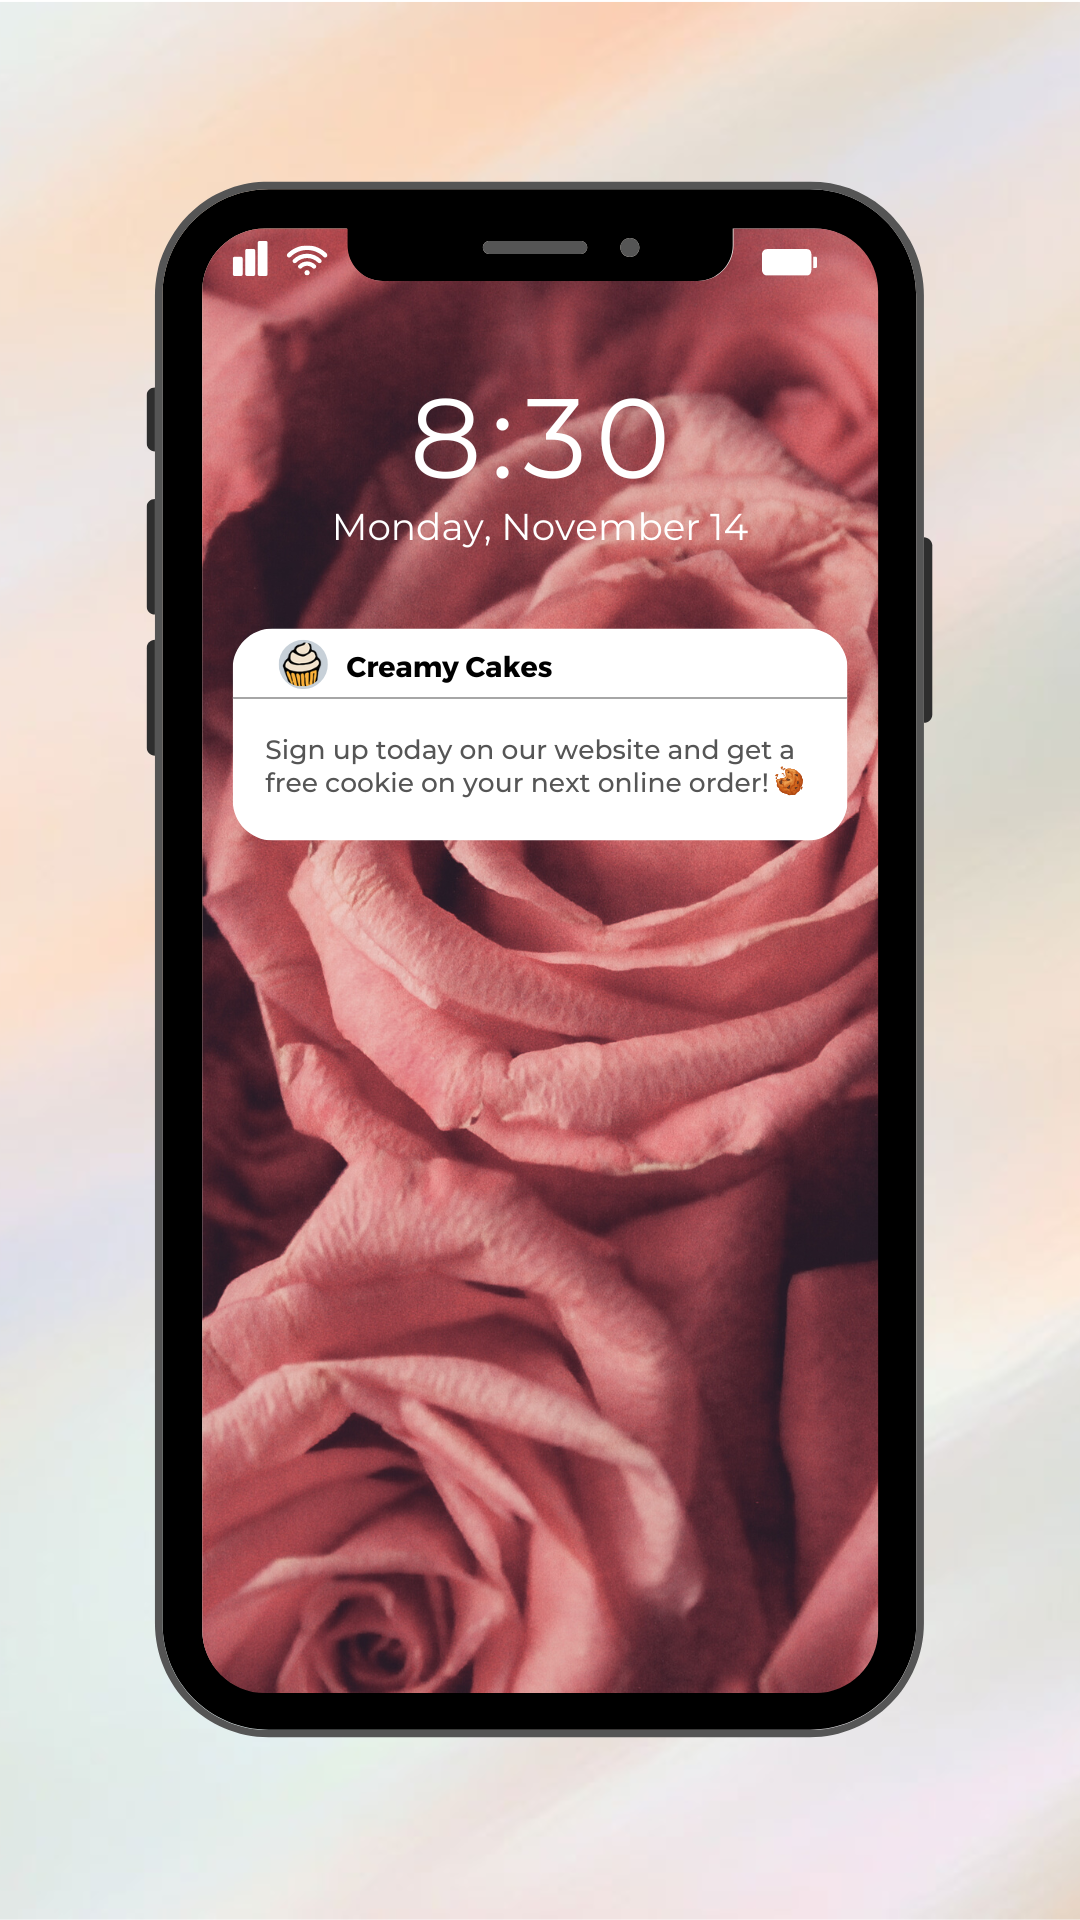 8:30
Monday, November 14
Creamy Cakes
Sign up today on our website and get a
free cookie on your next online order! 🍪